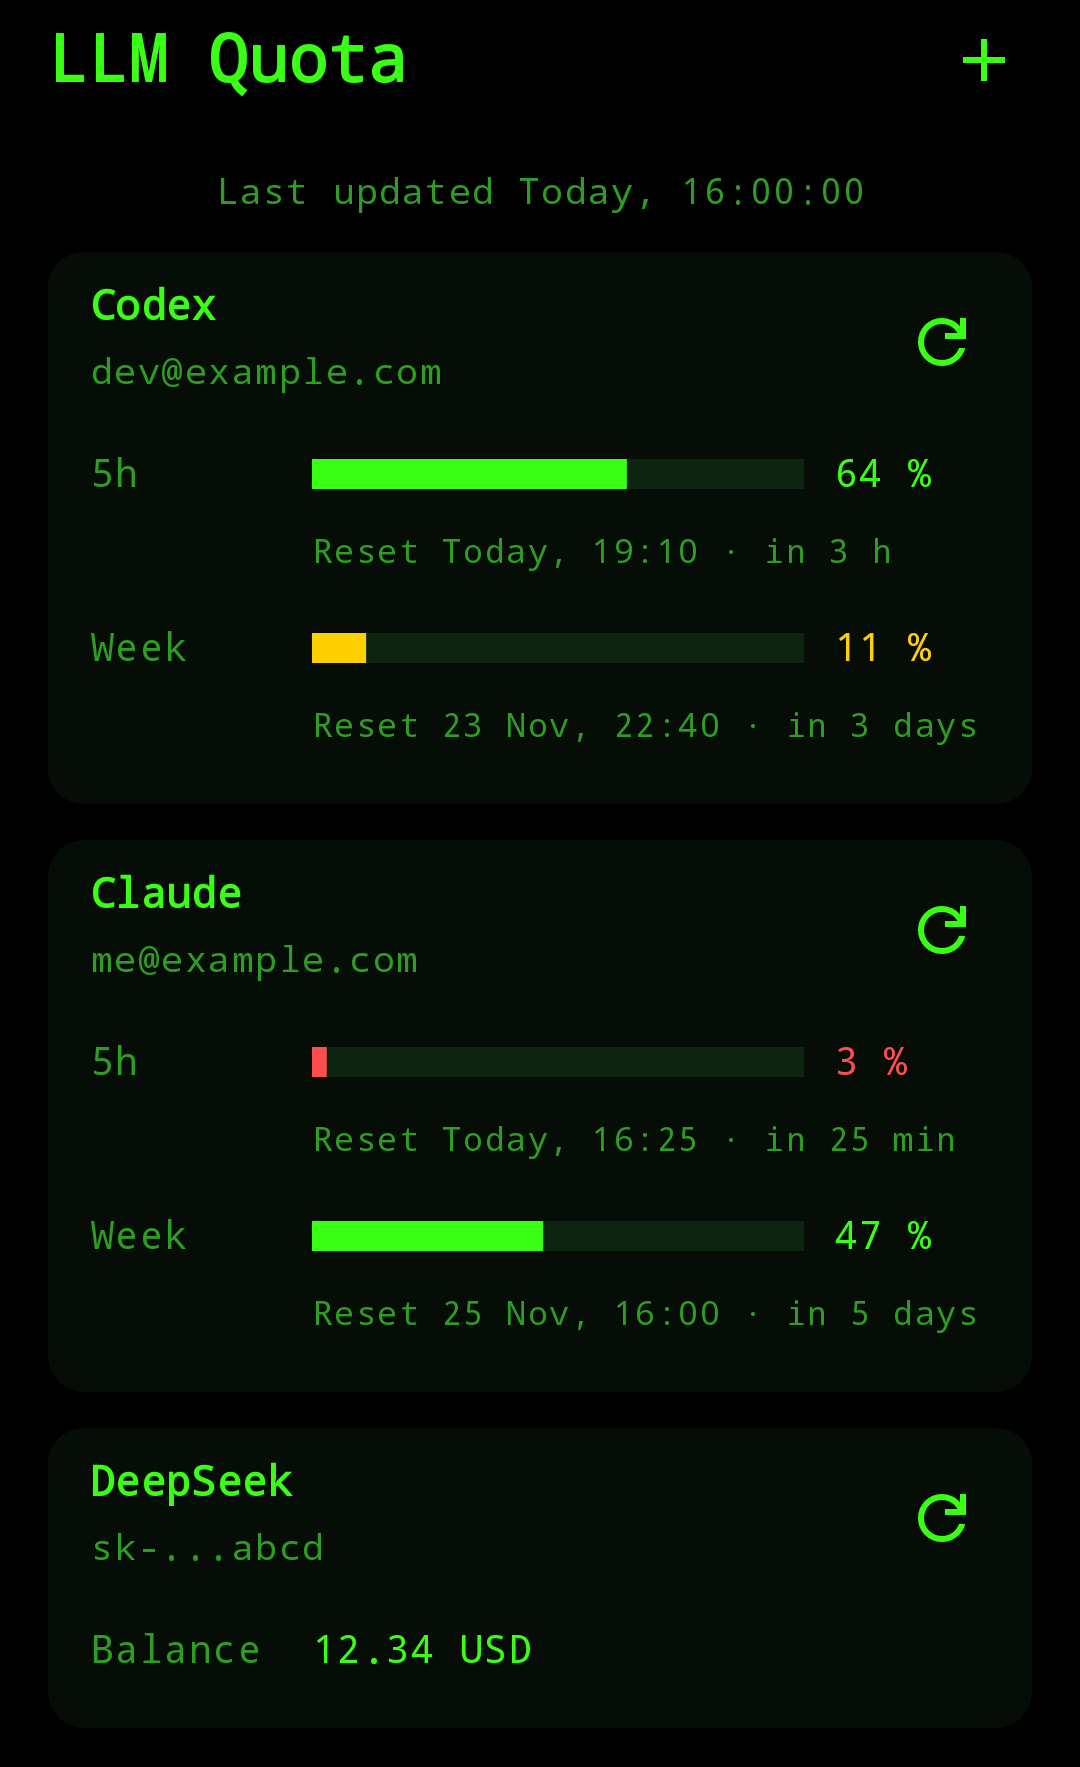 LLM Quota
Last updated Today, 16:00:00
Codex
dev@example.com
5h 64 %
Reset Today, 19:10 · in 3 h
Week 11 %
Reset 23 Nov, 22:40 · in 3 days
Claude
me@example.com
5h 3 %
Reset Today, 16:25 · in 25 min
Week 47 %
Reset 25 Nov, 16:00 · in 5 days
DeepSeek
sk-...abcd
Balance 12.34 USD